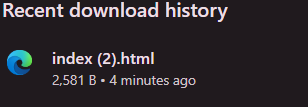 Recent download history
index (2).html
2,581 B • 4 minutes ago